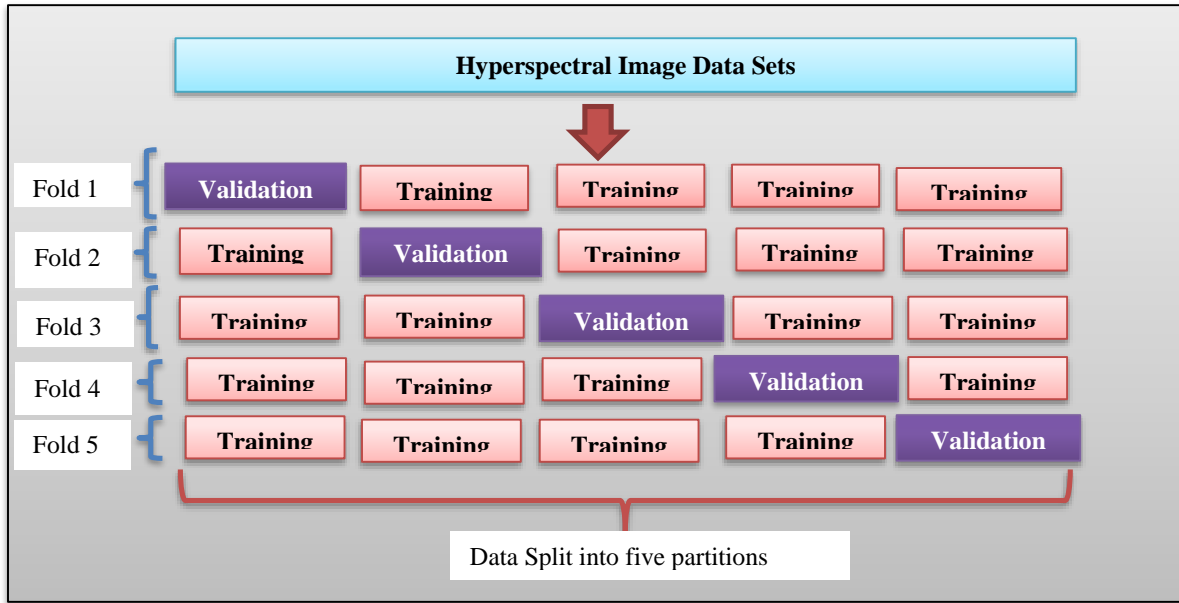 Hyperspectral Image Data Sets
Fold 1
Validation
Training
Training
Training
Training
Fold 2
Training
Validation
Training
Training
Training
Fold 3
Training
Training
Validation
Training
Training
Fold 4
Training
Training
Training
Validation
Training
Fold 5
Training
Training
Training
Training
Validation
Data Split into five partitions